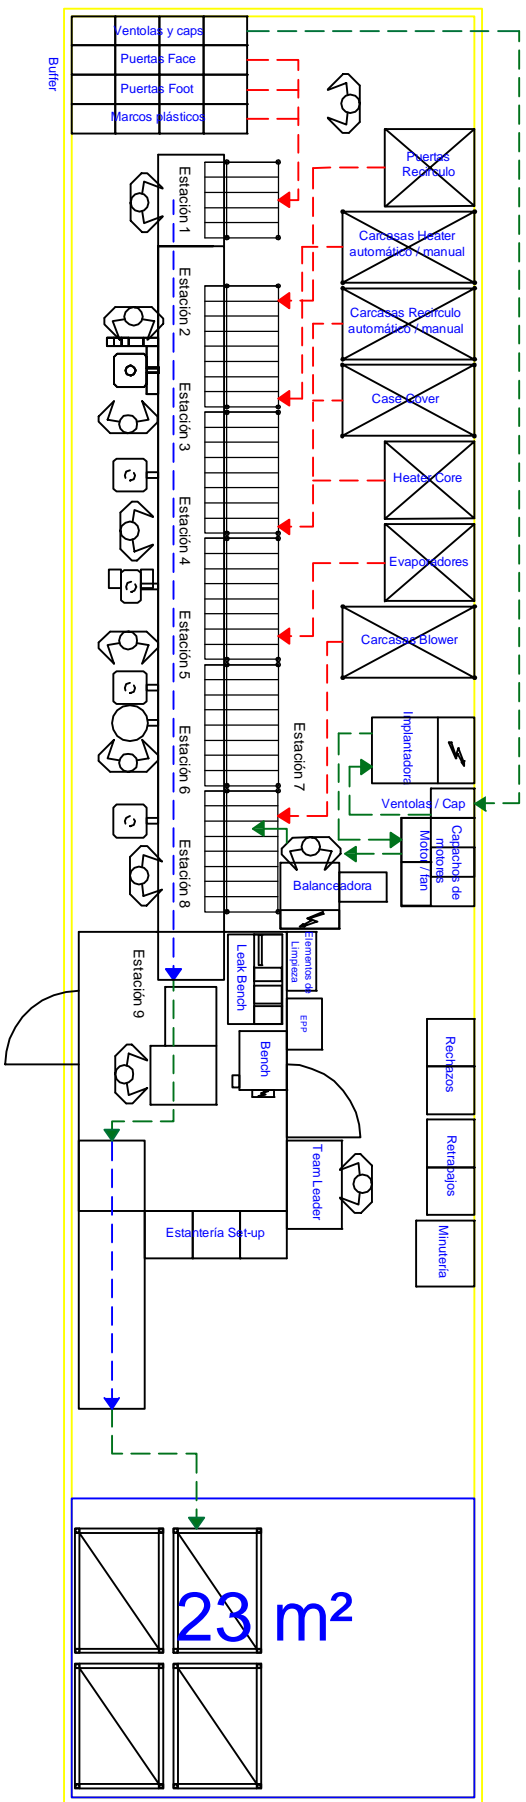 Ventolas y caps
Puertas Face
Puertas Foot
Marcos plásticos
Buffer
Puertas
Recirculo
Carcasas Heater
automático / manual
Carcasas Recirculo
automático / manual
Case Cover
Heater Core
Evaporadores
Carcasas Blower
Estación 1
Estación 2
Estación 3
Estación 4
Estación 5
Estación 6
Estación 7
Estación 8
Implantadora
Ventolas / Cap
Capachos de
motores
Motor / fan
Balanceadora
Estación 9
Leak Bench
Elementos de
Limpieza
EPP
Bench
Rechazos
Retrabajos
Team Leader
Minutería
Estantería Set-up
23 m²